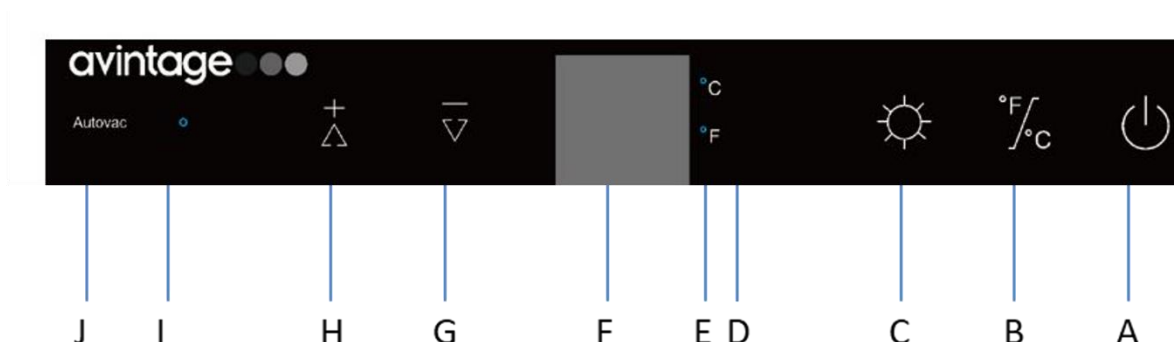 avintage
Autovac
+
−
°C
°F
°F/°C
J I H G F E D C B A